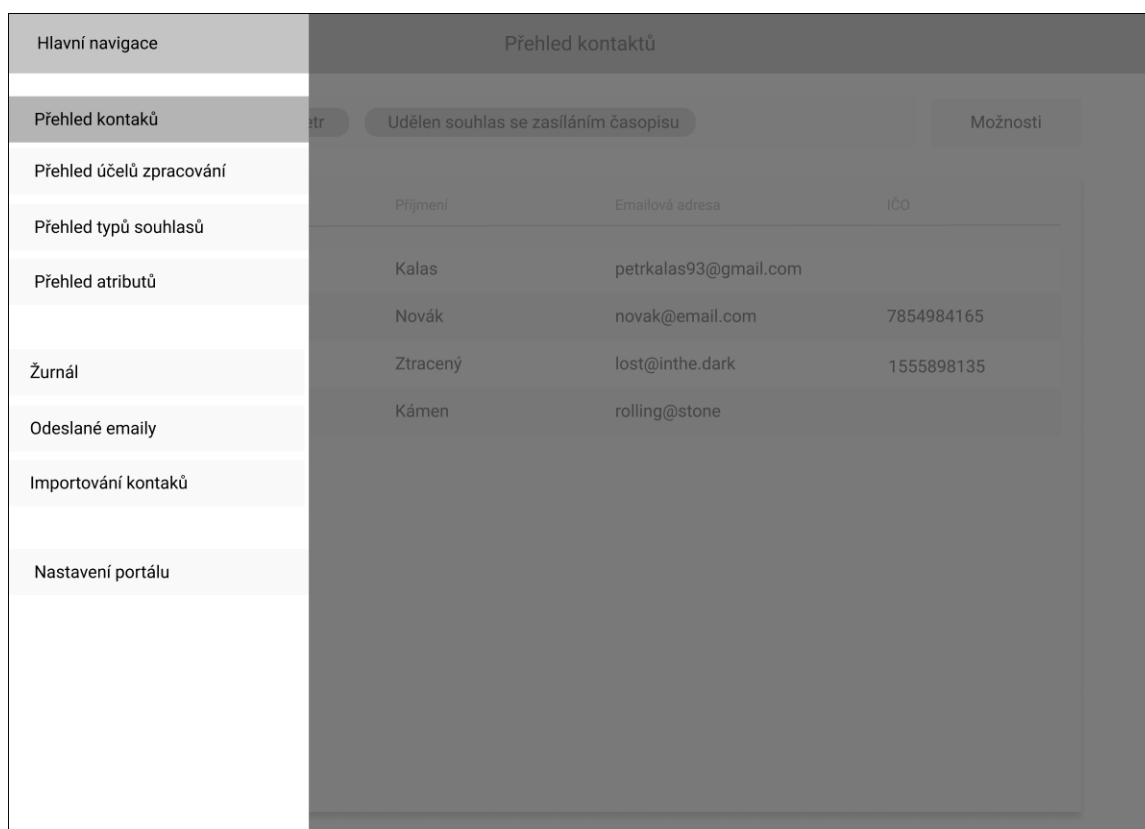 Hlavní navigace
Přehled kontaktů
Přehled kontaků
etr
Udělen souhlas se zasíláním časopisu
Možnosti
Přehled účelů zpracování
Přehled typů souhlasů
Přehled atributů
Žurnál
Odeslané emaily
Importování kontaků
Nastavení portálu
Příjmení Emailová adresa IČO
Kalas petrkalas93@gmail.com
Novák novak@email.com 7854984165
Ztracený lost@inthe.dark 1555898135
Kámen rolling@stone